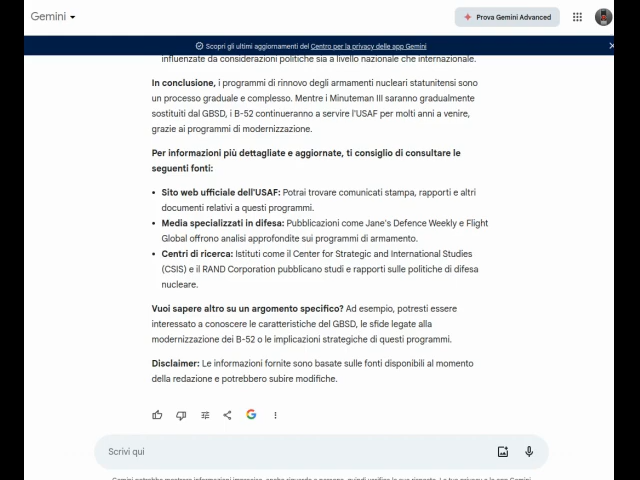 Gemini
Prova Gemini Advanced
Scopri gli ultimi aggiornamenti del Centro per la privacy delle app Gemini
influenzate da considerazioni politiche sia a livello nazionale che internazionale.
In conclusione, i programmi di rinnovo degli armamenti nucleari statunitensi sono
un processo graduale e complesso. Mentre i Minuteman III saranno gradualmente
sostituiti dal GBSD, i B-52 continueranno a servire l'USAF per molti anni a venire,
grazie ai programmi di modernizzazione.
Per informazioni più dettagliate e aggiornate, ti consiglio di consultare le
seguenti fonti:
• Sito web ufficiale dell'USAF: Potrai trovare comunicati stampa, rapporti e altri
documenti relativi a questi programmi.
• Media specializzati in difesa: Pubblicazioni come Jane's Defence Weekly e Flight
Global offrono analisi approfondite sui programmi di armamento.
• Centri di ricerca: Istituti come il Center for Strategic and International Studies
(CSIS) e il RAND Corporation pubblicano studi e rapporti sulle politiche di difesa
nucleare.
Vuoi sapere altro su un argomento specifico? Ad esempio, potresti essere
interessato a conoscere le caratteristiche del GBSD, le sfide legate alla
modernizzazione dei B-52 o le implicazioni strategiche di questi programmi.
Disclaimer: Le informazioni fornite sono basate sulle fonti disponibili al momento
della redazione e potrebbero subire modifiche.
Scrivi qui